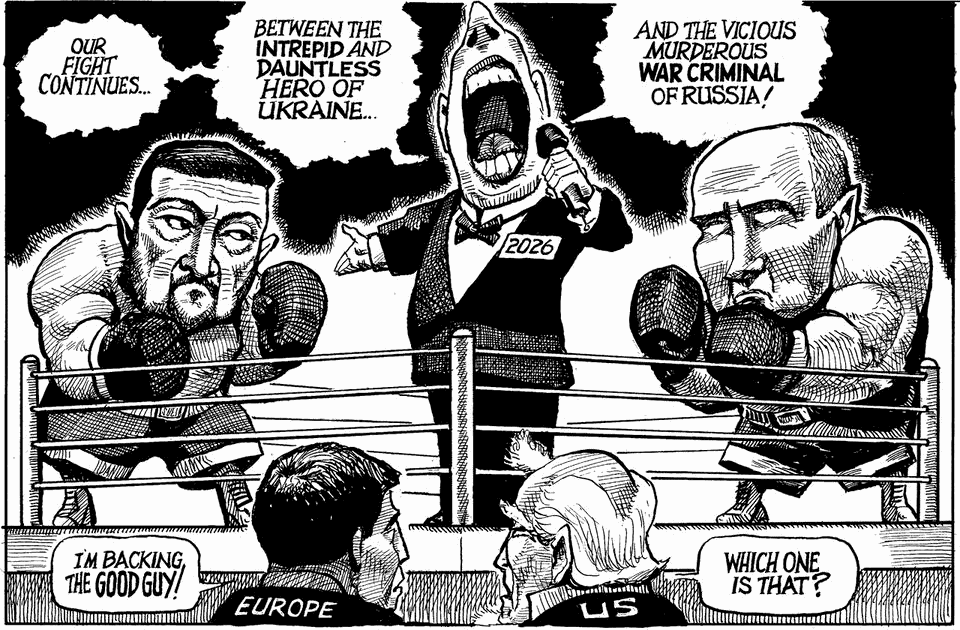 OUR
FIGHT
CONTINUES...
BETWEEN THE
INTREPID AND
DAUNTLESS
HERO OF
UKRAINE...
AND THE VICIOUS
MURDEROUS
WAR CRIMINAL
OF RUSSIA!
2026
I'M BACKING
THE GOOD GUY!
WHICH ONE
IS THAT?
EUROPE
US